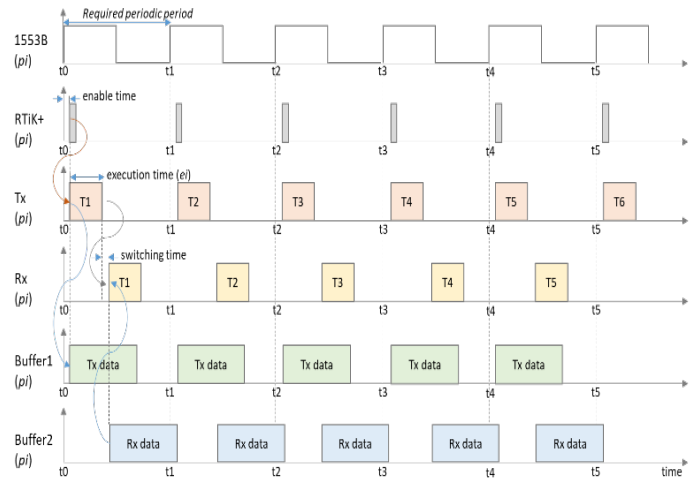 Required periodic period
1553B
(pi)
t0 t1 t2 t3 t4 t5
enable time
RTiK+
(pi)
t0 t1 t2 t3 t4 t5
execution time (ei)
Tx
(pi)
T1 T2 T3 T4 T5 T6
t0 t1 t2 t3 t4 t5
switching time
Rx
(pi)
T1 T2 T3 T4 T5
t0 t1 t2 t3 t4 t5
Buffer1
(pi)
Tx data Tx data Tx data Tx data Tx data
t0 t1 t2 t3 t4 t5
Buffer2
(pi)
Rx data Rx data Rx data Rx data Rx data
t0 t1 t2 t3 t4 t5 time